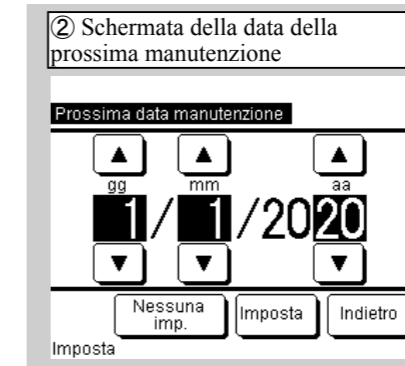 ② Schermata della data della
prossima manutenzione
Prossima data manutenzione
▲ ▲ ▲
gg mm aa
1/1/2020
▼ ▼ ▼
Nessuna
imp.
Imposta
Indietro
Imposta